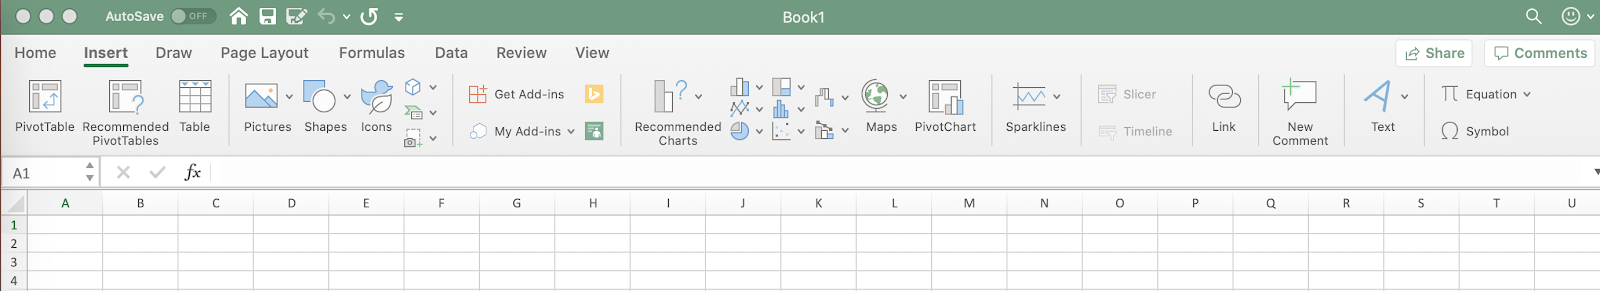 AutoSave OFF Book1
Home Insert Draw Page Layout Formulas Data Review View Share Comments
PivotTable
Recommended
PivotTables
Table
Pictures
Shapes
Icons
Get Add-ins
My Add-ins
Recommended
Charts
Maps
PivotChart
Sparklines
Slicer
Timeline
Link
New
Comment
Text
Equation
Symbol
A1 fx
A B C D E F G H I J K L M N O P Q R S T U
1
2
3
4